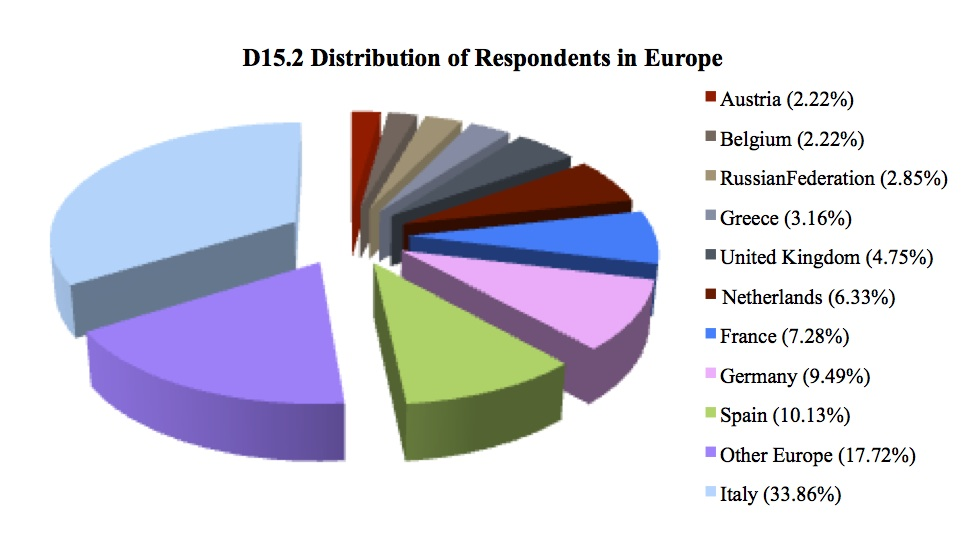 D15.2 Distribution of Respondents in Europe
Austria (2.22%)
Belgium (2.22%)
RussianFederation (2.85%)
Greece (3.16%)
United Kingdom (4.75%)
Netherlands (6.33%)
France (7.28%)
Germany (9.49%)
Spain (10.13%)
Other Europe (17.72%)
Italy (33.86%)